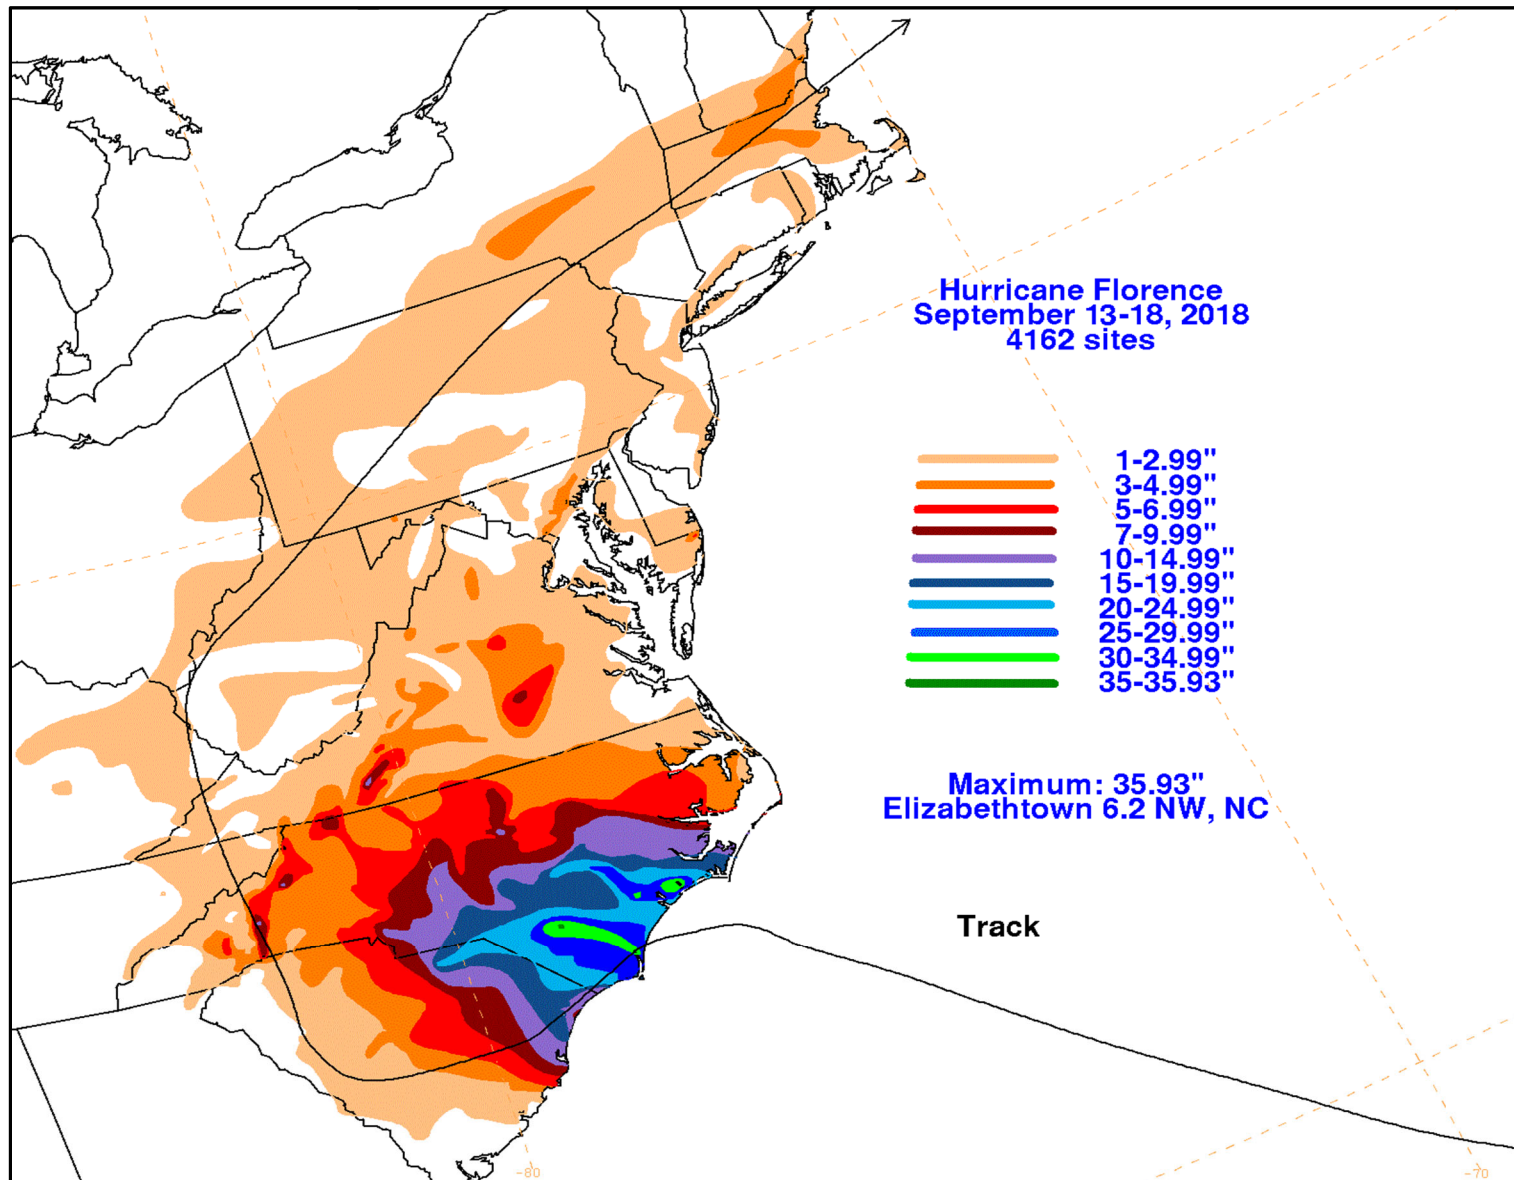 Hurricane Florence
September 13-18, 2018
4162 sites
1-2.99"
3-4.99"
5-6.99"
7-9.99"
10-14.99"
15-19.99"
20-24.99"
25-29.99"
30-34.99"
35-35.93"
Maximum: 35.93"
Elizabethtown 6.2 NW, NC
Track
-80
-70